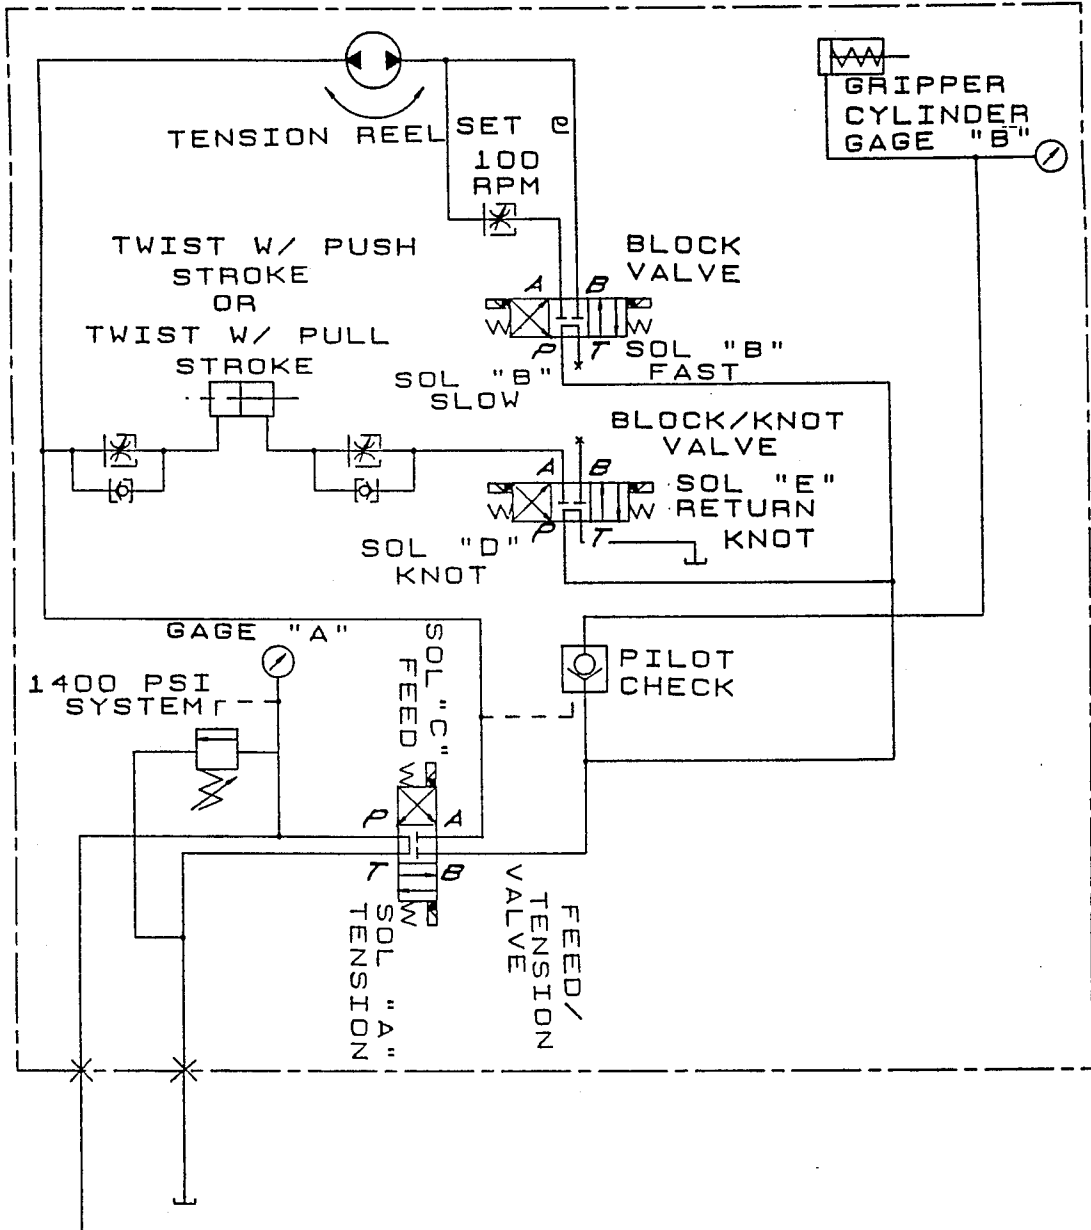 TENSION REEL
SET @
100
RPM
GRIPPER
CYLINDER
GAGE "B"
TWIST W/ PUSH
STROKE
OR
TWIST W/ PULL
STROKE
BLOCK
VALVE
A B
P T
SOL "B"
FAST
SOL "B"
SLOW
BLOCK/KNOT
VALVE
A B
P T
SOL "E"
RETURN
KNOT
SOL "D"
KNOT
GAGE "A"
1400 PSI
SYSTEM
SOL "C"
FEED
PILOT
CHECK
P A
T B
SOL "A"
TENSION
FEED/
TENSION
VALVE